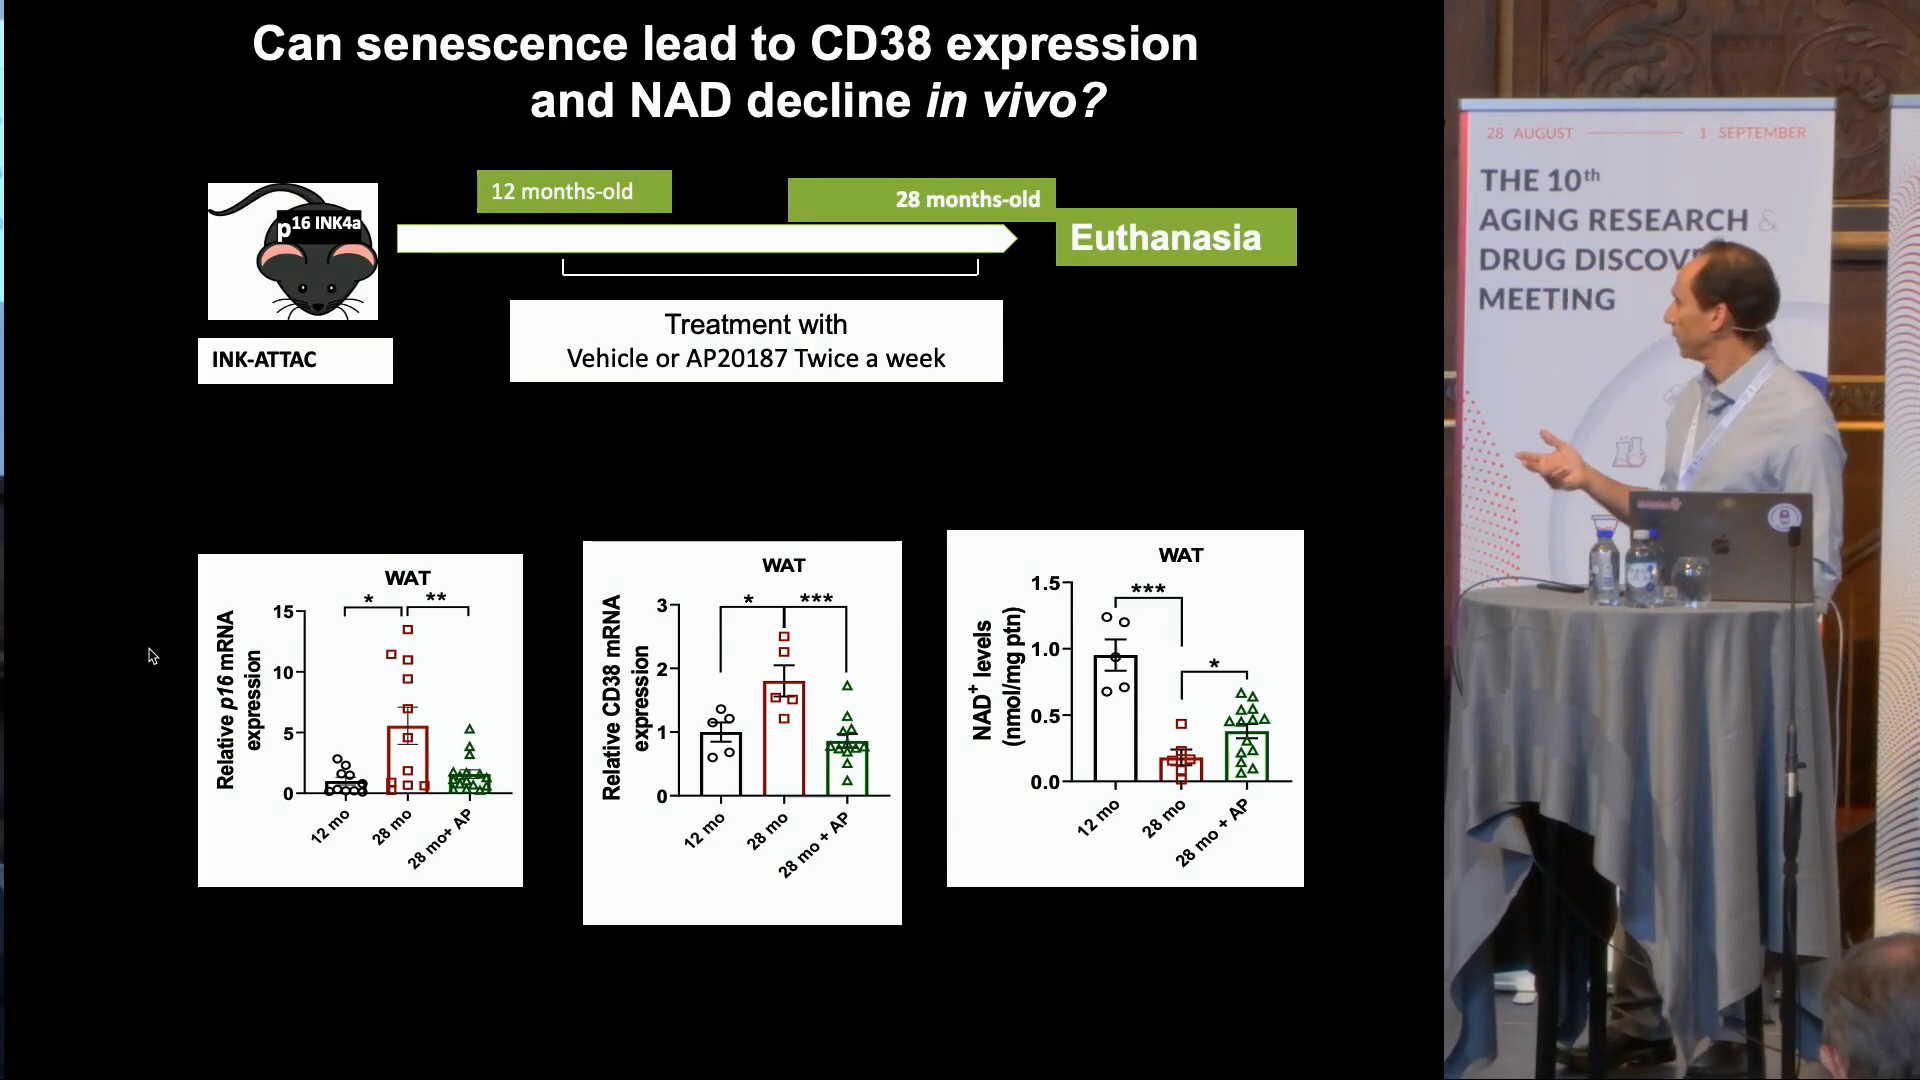 Can senescence lead to CD38 expression
and NAD decline in vivo?
12 months-old
28 months-old
Euthanasia
p16 INK4a
INK-ATTAC
Treatment with
Vehicle or AP20187 Twice a week
WAT
Relative p16 mRNA
expression
15
10
5
0
*
**
12 mo
28 mo
28 mo+ AP
WAT
Relative CD38 mRNA
expression
3
2
1
0
*
***
12 mo
28 mo
28 mo + AP
WAT
NAD+ levels
(nmol/mg ptn)
1.5
1.0
0.5
0.0
***
*
12 mo
28 mo
28 mo + AP
28 AUGUST
1 SEPTEMBER
THE 10th
AGING RESEARCH &
DRUG DISCOV
MEETING